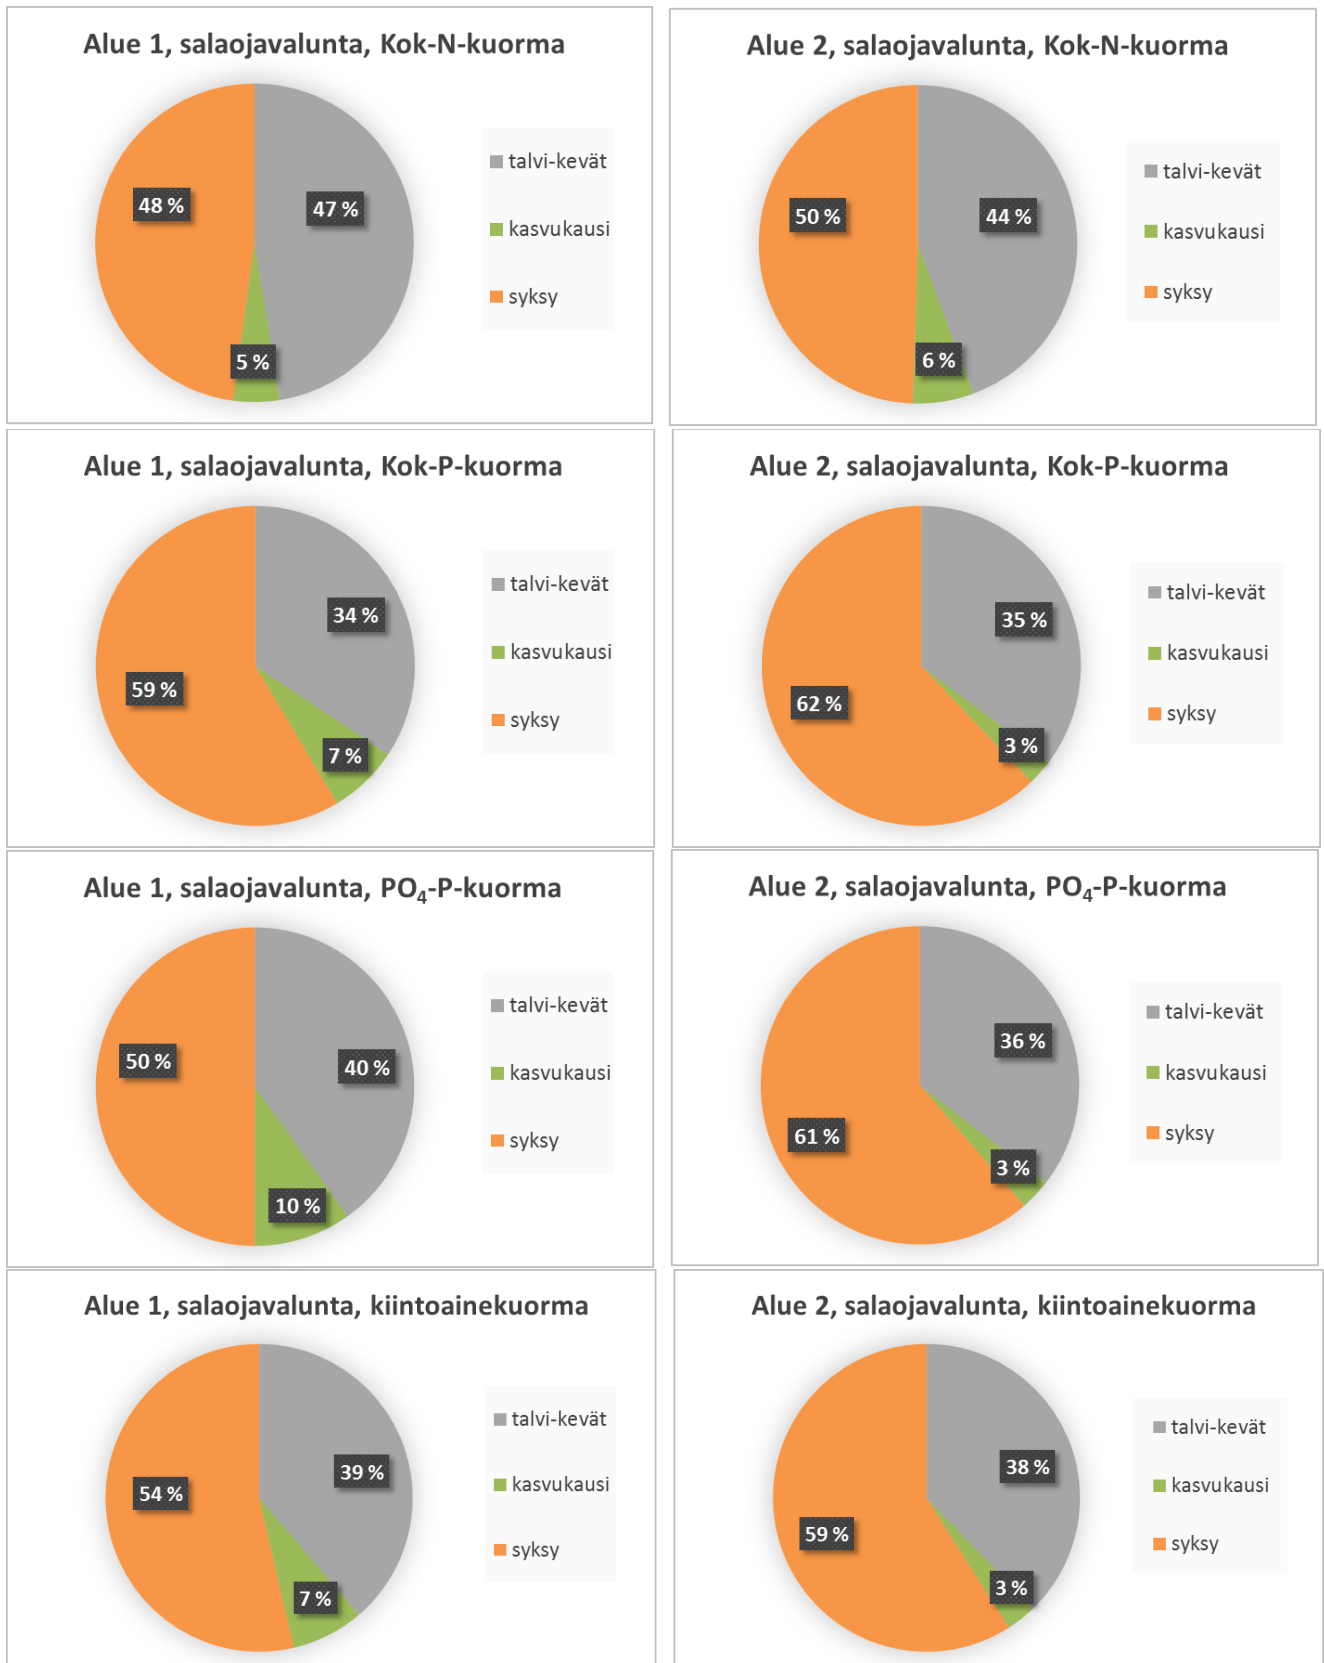 Alue 1, salaojavalunta, Kok-N-kuorma
48 %
47 %
5 %
talvi-kevät
kasvukausi
syksy
Alue 2, salaojavalunta, Kok-N-kuorma
50 %
44 %
6 %
talvi-kevät
kasvukausi
syksy
Alue 1, salaojavalunta, Kok-P-kuorma
34 %
59 %
7 %
talvi-kevät
kasvukausi
syksy
Alue 2, salaojavalunta, Kok-P-kuorma
35 %
62 %
3 %
talvi-kevät
kasvukausi
syksy
Alue 1, salaojavalunta, PO₄-P-kuorma
50 %
40 %
10 %
talvi-kevät
kasvukausi
syksy
Alue 2, salaojavalunta, PO₄-P-kuorma
36 %
61 %
3 %
talvi-kevät
kasvukausi
syksy
Alue 1, salaojavalunta, kiintoainekuorma
39 %
54 %
7 %
talvi-kevät
kasvukausi
syksy
Alue 2, salaojavalunta, kiintoainekuorma
38 %
59 %
3 %
talvi-kevät
kasvukausi
syksy